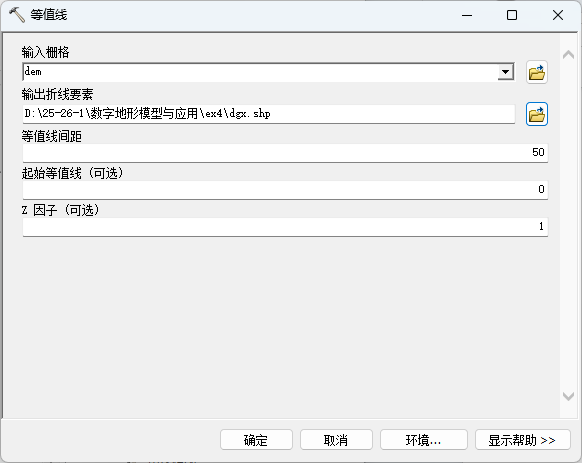 等值线
输入栅格
dem
输出折线要素
D:\25-26-1\数字地形模型与应用\ex4\dgx.shp
等值线间距
50
起始等值线 (可选)
0
Z 因子 (可选)
1
确定 取消 环境... 显示帮助 >>